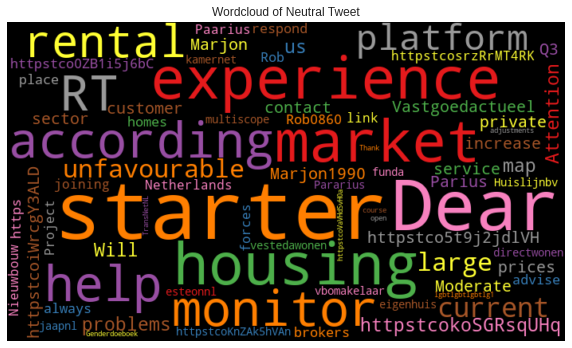 Wordcloud of Neutral Tweet
rental
Paarius
respond
platform
Marjon
us
Rob
Q3
httpstco0ZB1i5j6bC
kamernet
httpstcosrzRrMT4RK
place
RT
experience
sector
customer
contact
Vastgoedactueel
Attention
homes
multiscope
Rob0860
link
private
adjustments
according
market
increase
Thank
unfavourable
Marjon1990
service
map
joining
Netherlands
Pararius
funda
Parius
Huislijnbv
httpstcoiWrcgY3ALD
starter
Dear
course
open
Project
TransNetNL
forces
httpstco5t9j2jdlVH
Will
housing
vestedawonen
large
prices
directwonen
Nieuwbouw
https
help
monitor
esteonnl
vbomakelaar
Moderate
advise
eigenhuis
current
always
problems
jaapnl
Genderdoeboek
httpstcoKnZAk5hVAn
brokers
httpstcokoSGRsqUHq